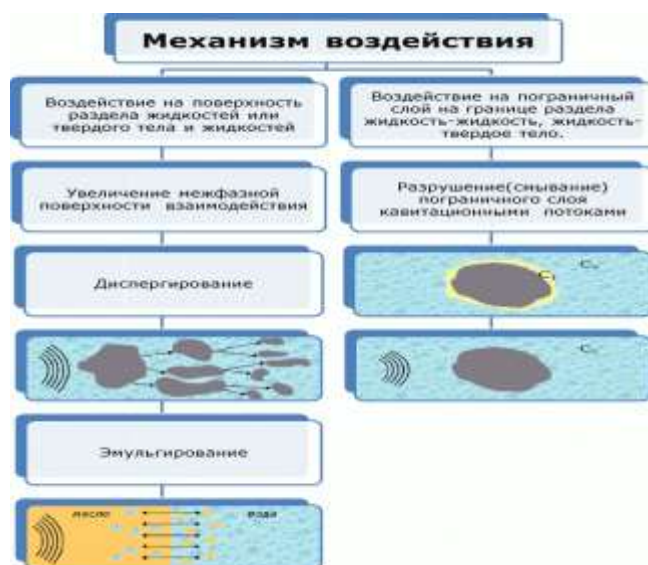 Механизм воздействия
Воздействие на поверхность
раздела жидкостей или
твердого тела и жидкостей
Увеличение межфазной
поверхности взаимодействия
Диспергирование
Эмульгирование
масло
вода
Воздействие на пограничный
слой на границе раздела
жидкость-жидкость, жидкость-
твердое тело.
Разрушение(смывание)
пограничного слоя
кавитационными потоками